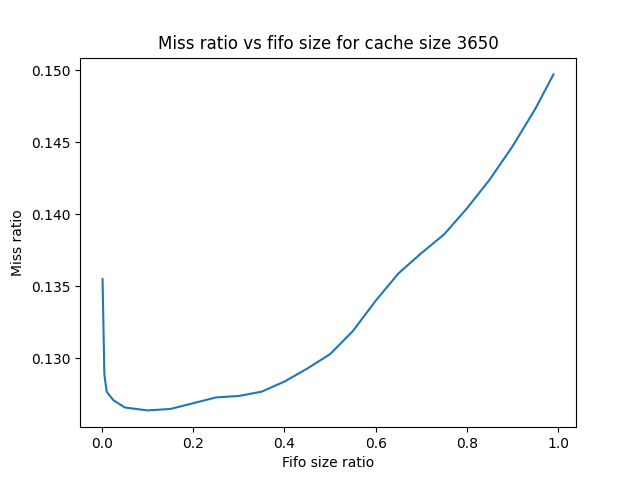 Miss ratio vs fifo size for cache size 3650
0.150
0.145
0.140
0.135
0.130
Miss ratio
0.0 0.2 0.4 0.6 0.8 1.0
Fifo size ratio